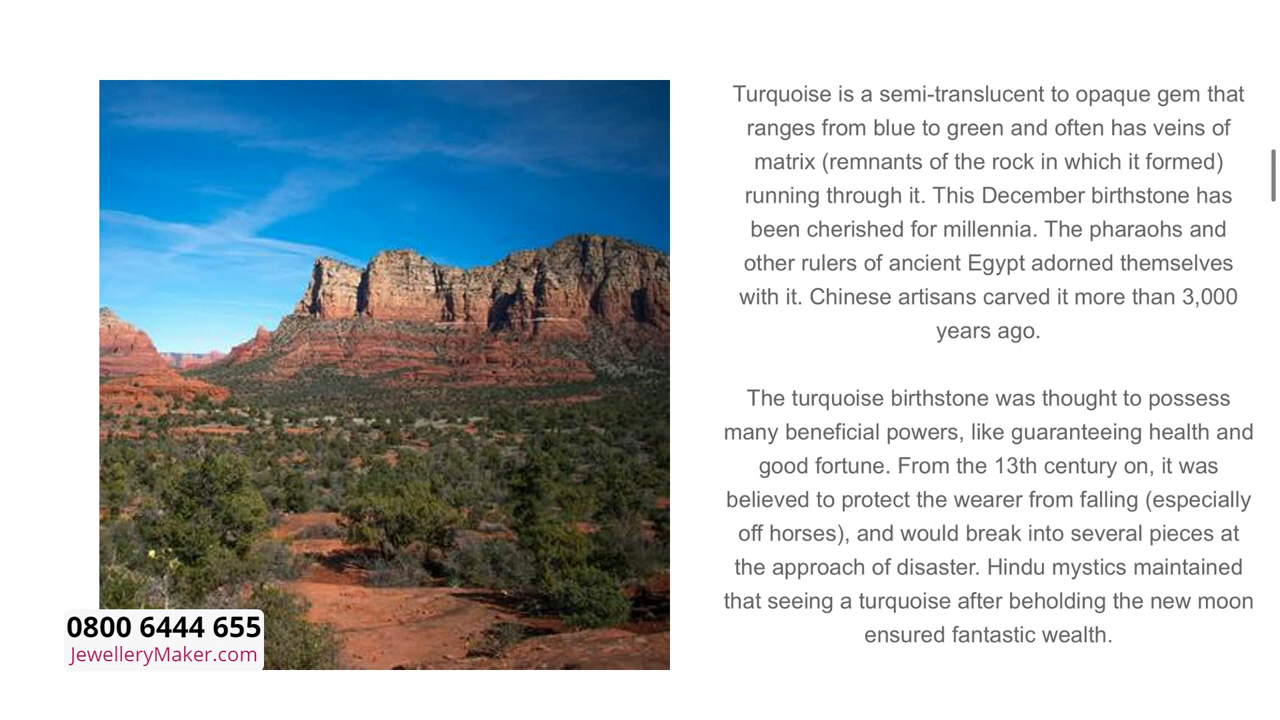 Turquoise is a semi-translucent to opaque gem that
ranges from blue to green and often has veins of
matrix (remnants of the rock in which it formed)
running through it. This December birthstone has
been cherished for millennia. The pharaohs and
other rulers of ancient Egypt adorned themselves
with it. Chinese artisans carved it more than 3,000
years ago.
The turquoise birthstone was thought to possess
many beneficial powers, like guaranteeing health and
good fortune. From the 13th century on, it was
believed to protect the wearer from falling (especially
off horses), and would break into several pieces at
the approach of disaster. Hindu mystics maintained
that seeing a turquoise after beholding the new moon
ensured fantastic wealth.
0800 6444 655
JewelleryMaker.com